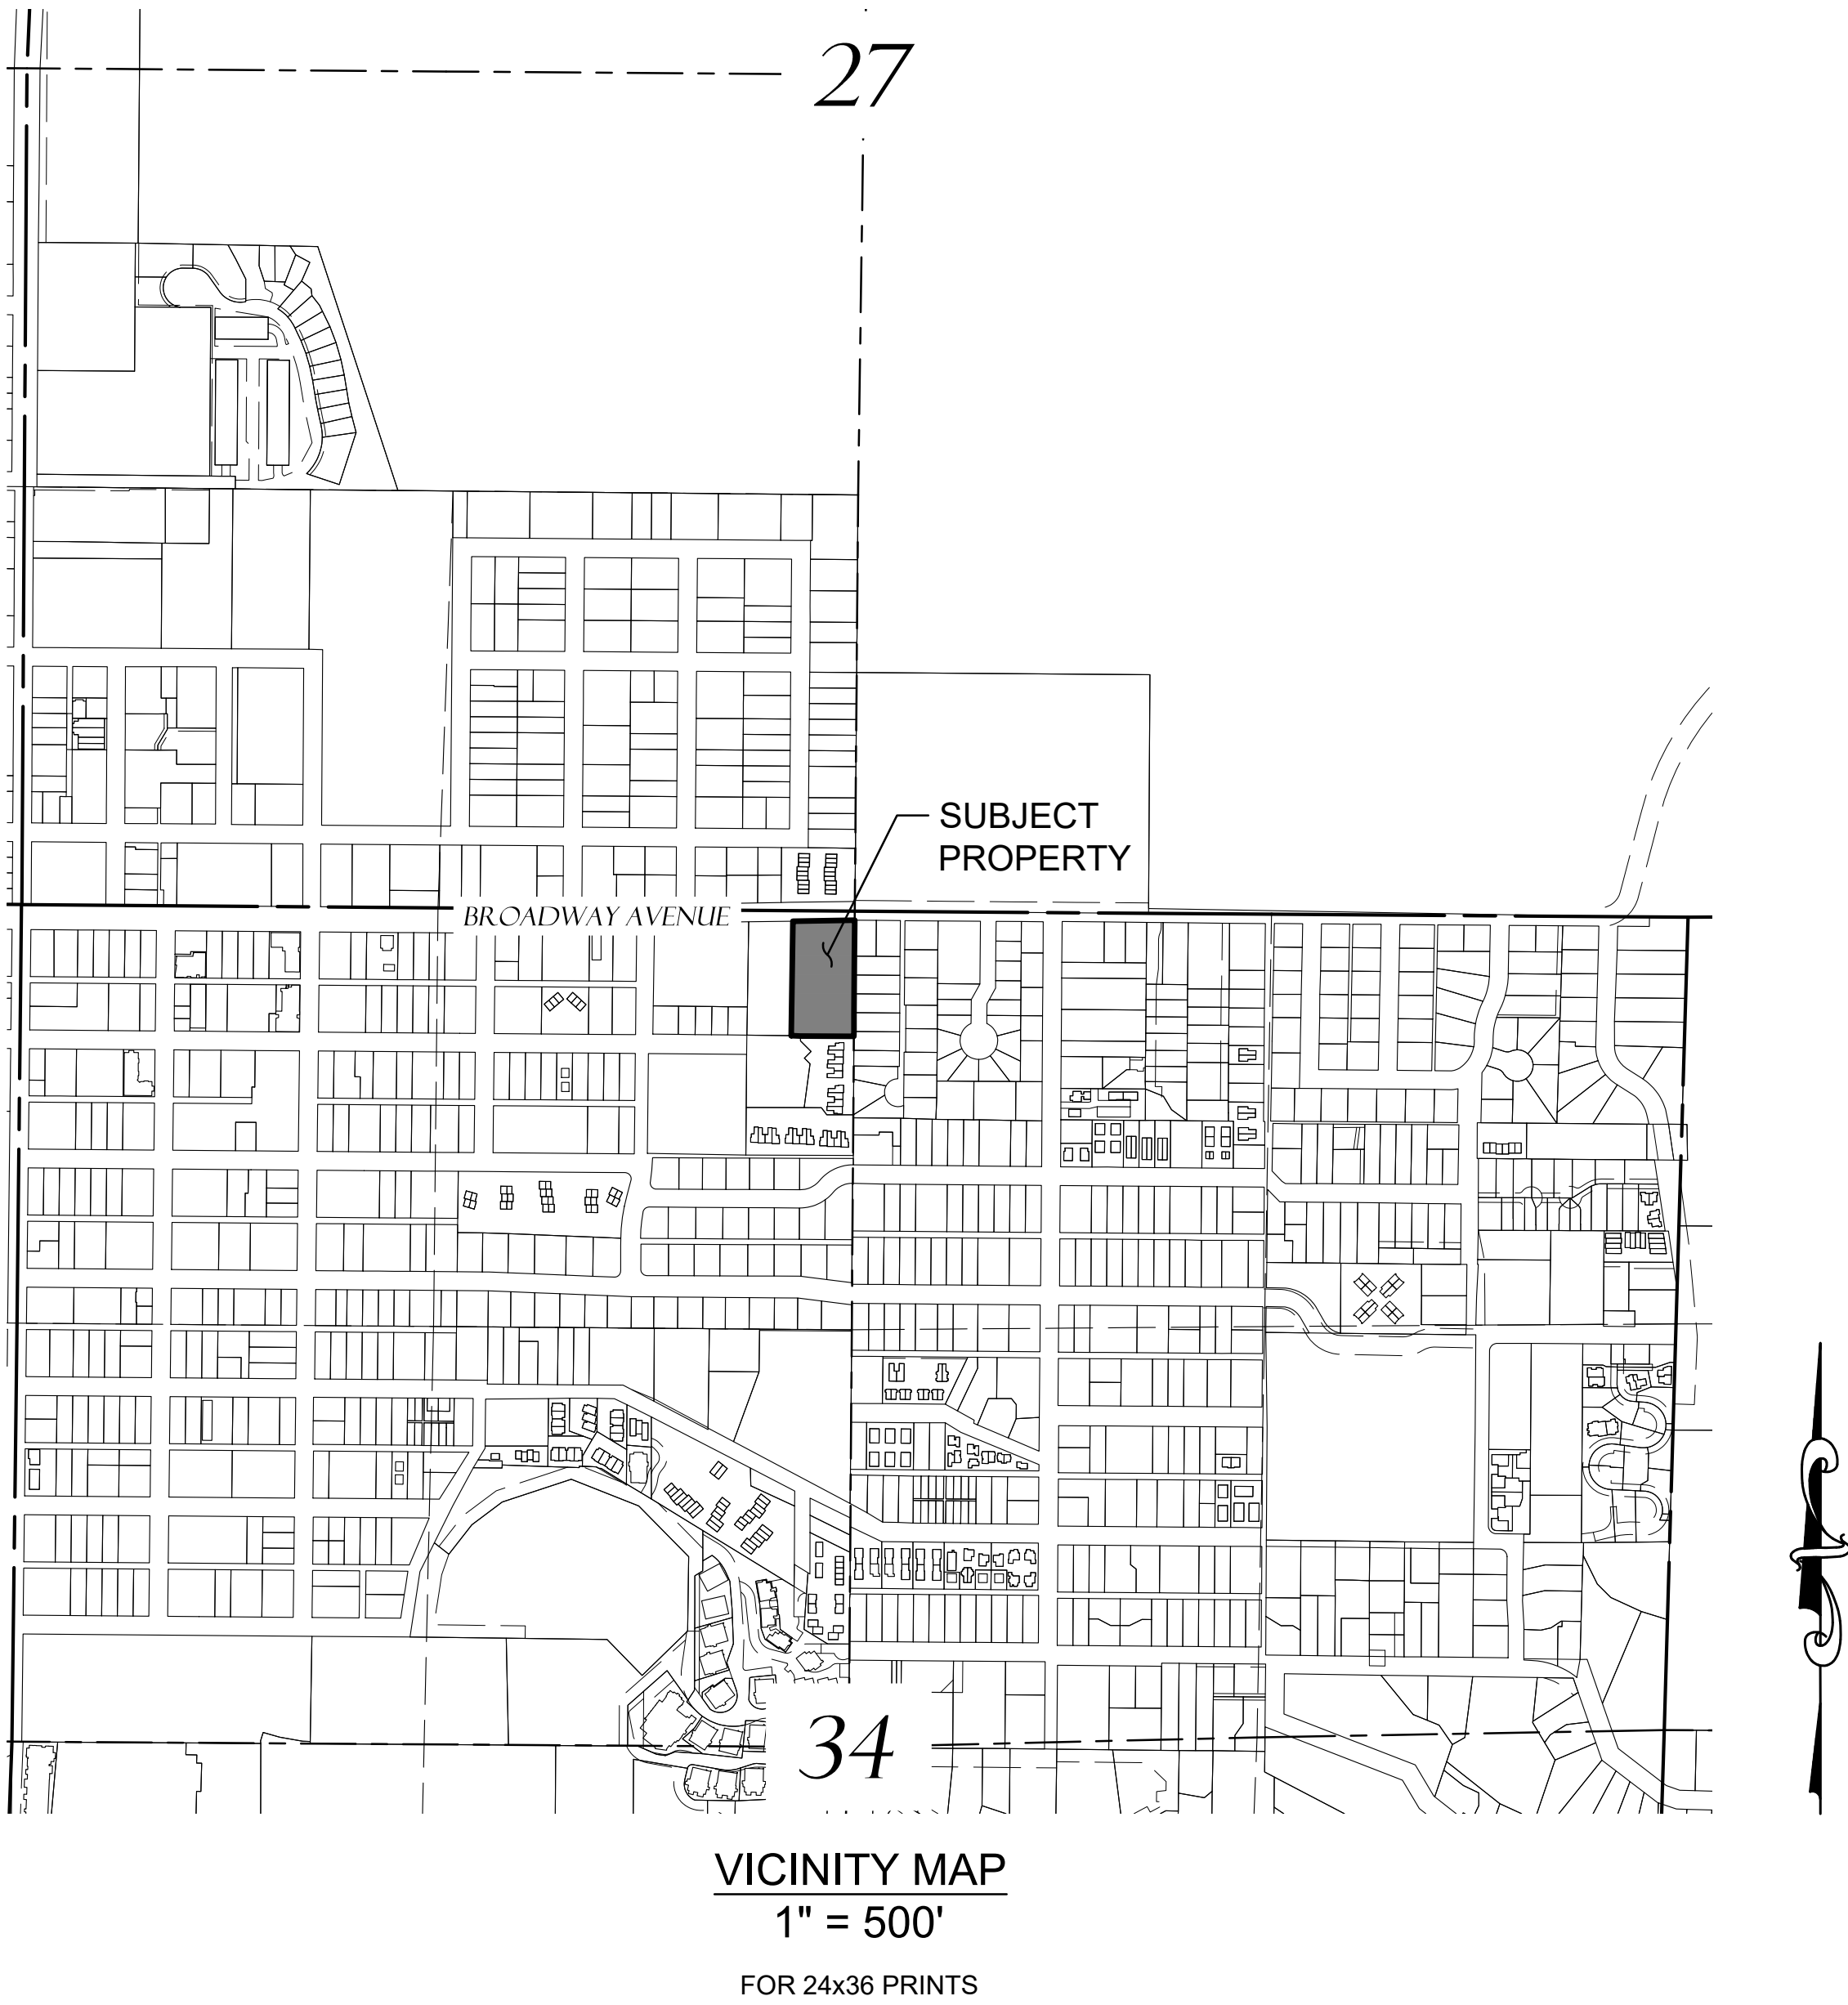 27
SUBJECT
PROPERTY
BROADWAY AVENUE
34
VICINITY MAP
1" = 500'
FOR 24x36 PRINTS